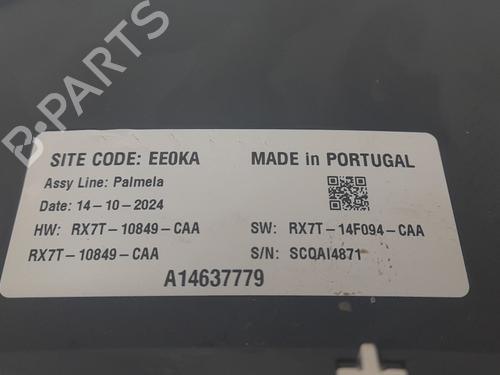 B-PARTS
SITE CODE: EE0KA MADE in PORTUGAL
Assy Line: Palmela
Date: 14-10-2024
HW: RX7T-10849-CAA SW: RX7T-14F094-CAA
RX7T-10849-CAA S/N: SCQAI4871
A14637779